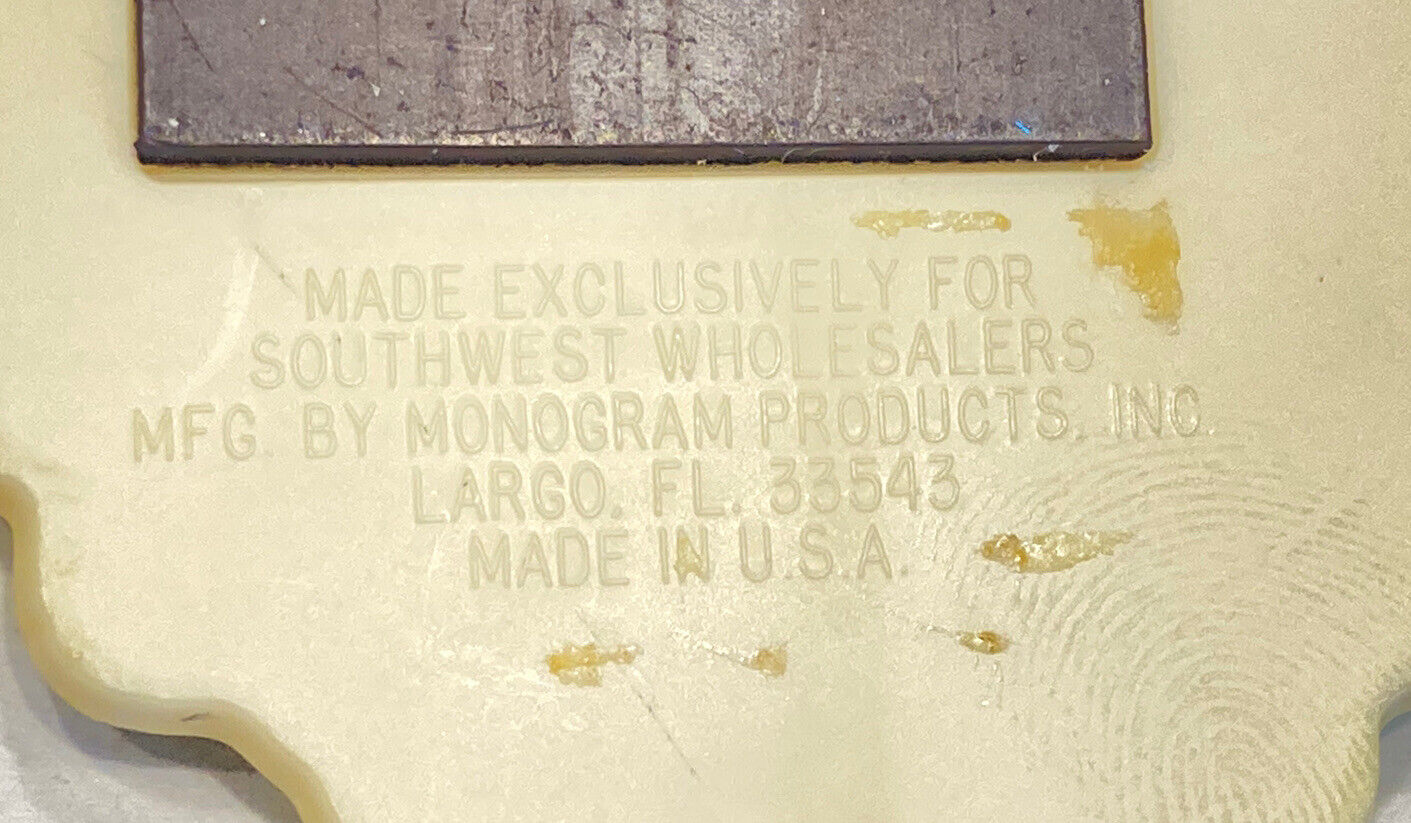 MADE EXCLUSIVELY FOR
SOUTHWEST WHOLESALERS
MFG. BY MONOGRAM PRODUCTS, INC.
LARGO, FL. 33543
MADE IN U.S.A.